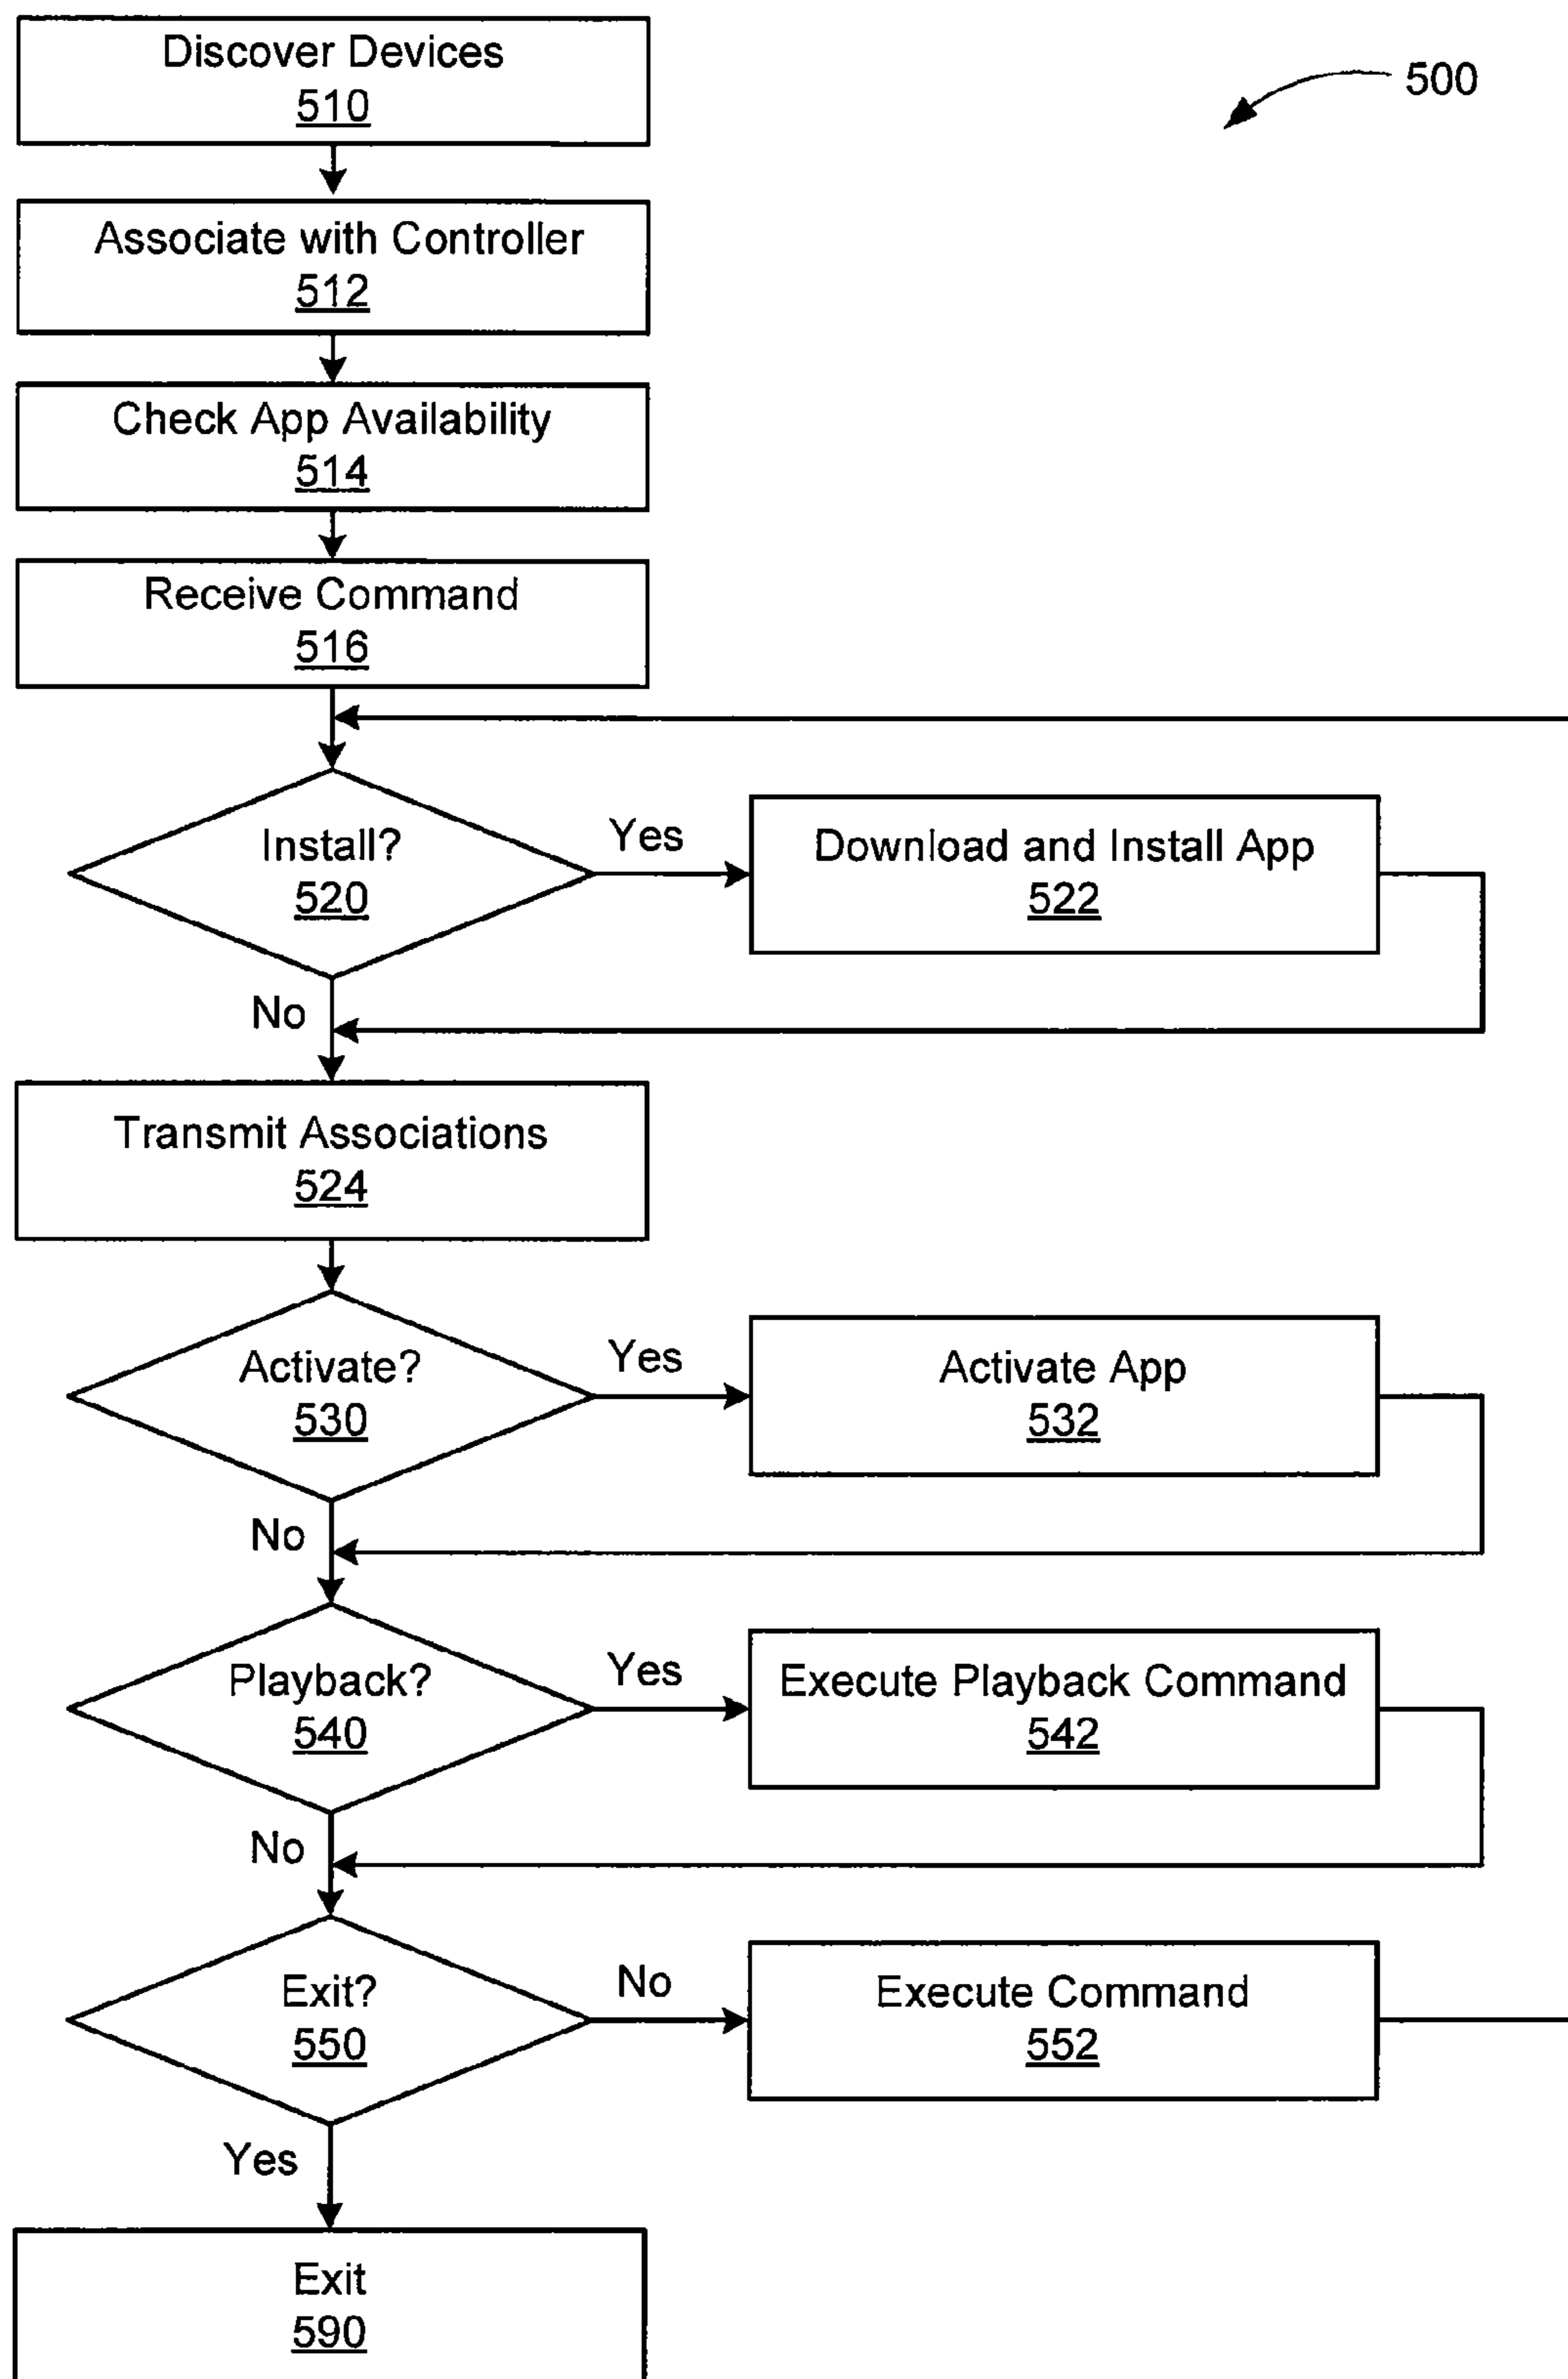 Discover Devices
510
500
Associate with Controller
512
Check App Availability
514
Receive Command
516
Install?
520
Yes
Download and Install App
522
No
Transmit Associations
524
Activate?
530
Yes
Activate App
532
No
Playback?
540
Yes
Execute Playback Command
542
No
Exit?
550
No
Execute Command
552
Yes
Exit
590